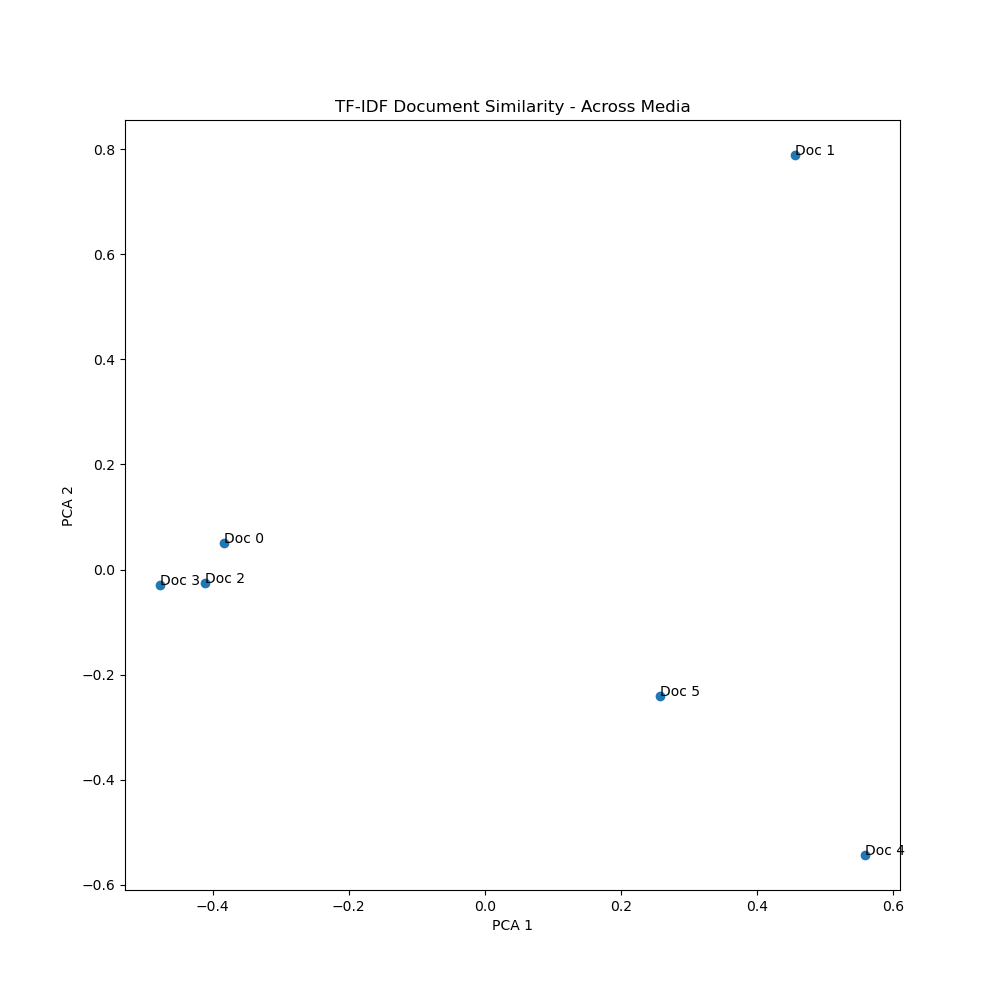 TF-IDF Document Similarity - Across Media
0.8
Doc 1
0.6
0.4
0.2
PCA 2
Doc 0
0.0
Doc 3
Doc 2
−0.2
Doc 5
−0.4
Doc 4
−0.6
−0.4
−0.2
0.0
0.2
0.4
0.6
PCA 1